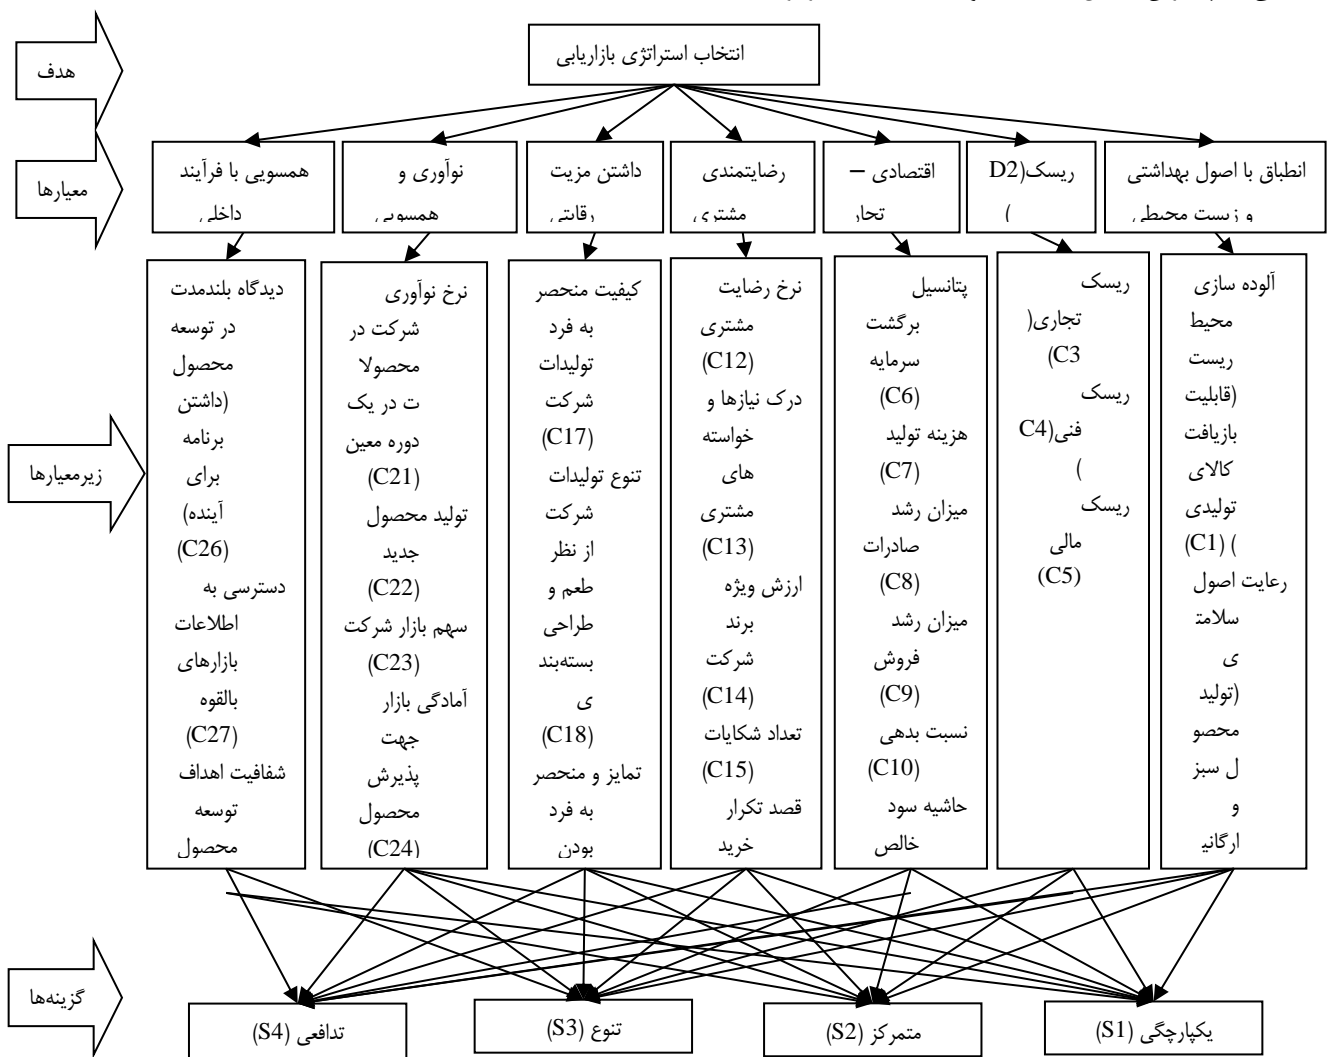 انتخاب استراتژی بازاریابی
هدف
معیارها
انطباق با اصول بهداشتی
و زیست محیطی
ریسک(D2
)
اقتصادی –
تجار
رضایتمندی
مشتری
داشتن مزیت
رقابتی
نوآوری و
همسویی
همسویی با فرآیند
داخلی
زیرمعیارها
آلوده سازی
محیط
ریست
(قابلیت
بازیافت
کالای
تولیدی
) (C1)
رعایت اصول
سلامت
ی
(تولید
محصو
ل سبز
و
ارگانی
ریسک
تجاری(
C3)
ریسک
فنی(C4
)
ریسک
مالی
(C5)
پتانسیل
برگشت
سرمایه
(C6)
هزینه تولید
(C7)
میزان رشد
صادرات
(C8)
میزان رشد
فروش
(C9)
نسبت بدهی
(C10)
حاشیه سود
خالص
نرخ رضایت
مشتری
(C12)
درک نیازها و
خواسته
های
مشتری
(C13)
ارزش ویژه
برند
شرکت
(C14)
تعداد شکایات
(C15)
قصد تکرار
خرید
کیفیت منحصر
به فرد
تولیدات
شرکت
(C17)
تنوع تولیدات
شرکت
از نظر
طعم و
طراحی
بسته‌بند
ی
(C18)
تمایز و منحصر
به فرد
بودن
نرخ نوآوری
شرکت در
محصولا
ت در یک
دوره معین
(C21)
تولید محصول
جدید
(C22)
سهم بازار شرکت
(C23)
آمادگی بازار
جهت
پذیرش
محصول
(C24)
دیدگاه بلندمدت
در توسعه
محصول
(داشتن
برنامه
برای
آینده)
(C26)
دسترسی به
اطلاعات
بازارهای
بالقوه
(C27)
شفافیت اهداف
توسعه
محصول
گزینه‌ها
یکپارچگی (S1)
متمرکز (S2)
تنوع (S3)
تدافعی (S4)